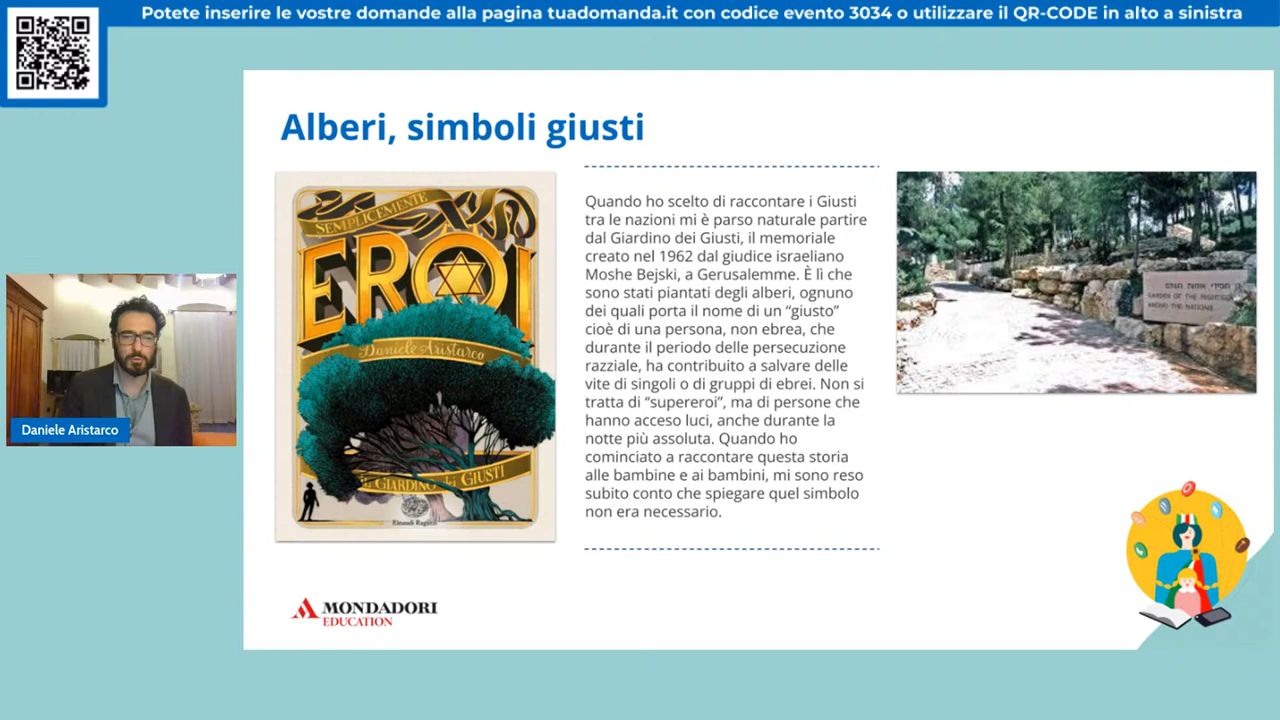 Potete inserire le vostre domande alla pagina tuadomanda.it con codice evento 3034 o utilizzare il QR-CODE in alto a sinistra
Alberi, simboli giusti
SEMPLICEMENTE
EROI
Daniele Aristarco
GIARDINO dei GIUSTI
Einaudi Ragazzi
Quando ho scelto di raccontare i Giusti
tra le nazioni mi è parso naturale partire
dal Giardino dei Giusti, il memoriale
creato nel 1962 dal giudice israeliano
Moshe Bejski, a Gerusalemme. È lì che
sono stati piantati degli alberi, ognuno
dei quali porta il nome di un “giusto”
cioè di una persona, non ebrea, che
durante il periodo delle persecuzione
razziale, ha contribuito a salvare delle
vite di singoli o di gruppi di ebrei. Non si
tratta di “supereroi”, ma di persone che
hanno acceso luci, anche durante la
notte più assoluta. Quando ho
cominciato a raccontare questa storia
alle bambine e ai bambini, mi sono reso
subito conto che spiegare quel simbolo
non era necessario.
GARDEN OF THE RIGHTEOUS
AMONG THE NATIONS
Daniele Aristarco
MONDADORI
EDUCATION